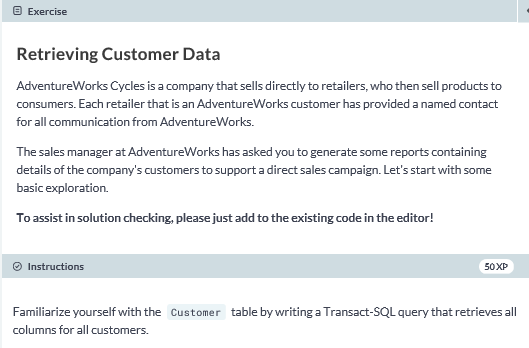 Exercise
Retrieving Customer Data
AdventureWorks Cycles is a company that sells directly to retailers, who then sell products to
consumers. Each retailer that is an AdventureWorks customer has provided a named contact
for all communication from AdventureWorks.
The sales manager at AdventureWorks has asked you to generate some reports containing
details of the company's customers to support a direct sales campaign. Let's start with some
basic exploration.
To assist in solution checking, please just add to the existing code in the editor!
Instructions
50 XP
Familiarize yourself with the Customer table by writing a Transact-SQL query that retrieves all
columns for all customers.